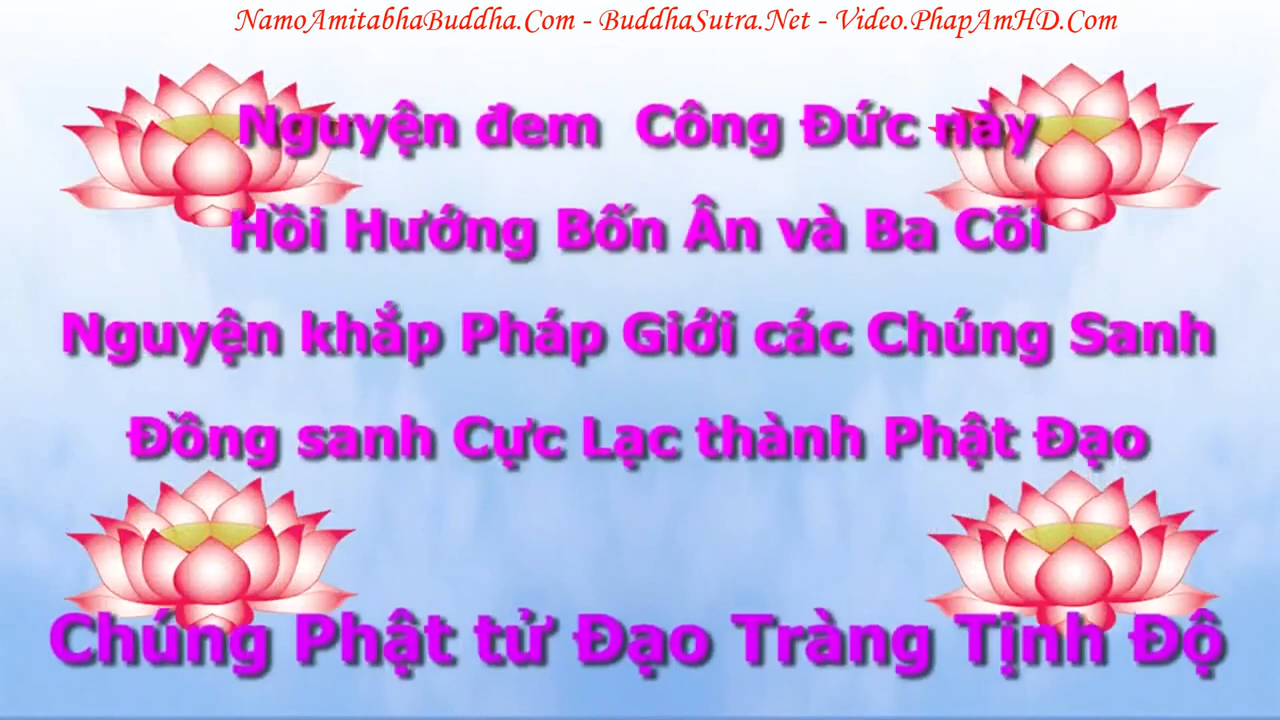 NamoAmitabhaBuddha.Com - BuddhaSutra.Net - Video.PhapAmHD.Com
Nguyện đem Công Đức này
Hồi Hướng Bốn Ân và Ba Cõi
Nguyện khắp Pháp Giới các Chúng Sanh
Đồng sanh Cực Lạc thành Phật Đạo
Chúng Phật tử Đạo Tràng Tịnh Độ